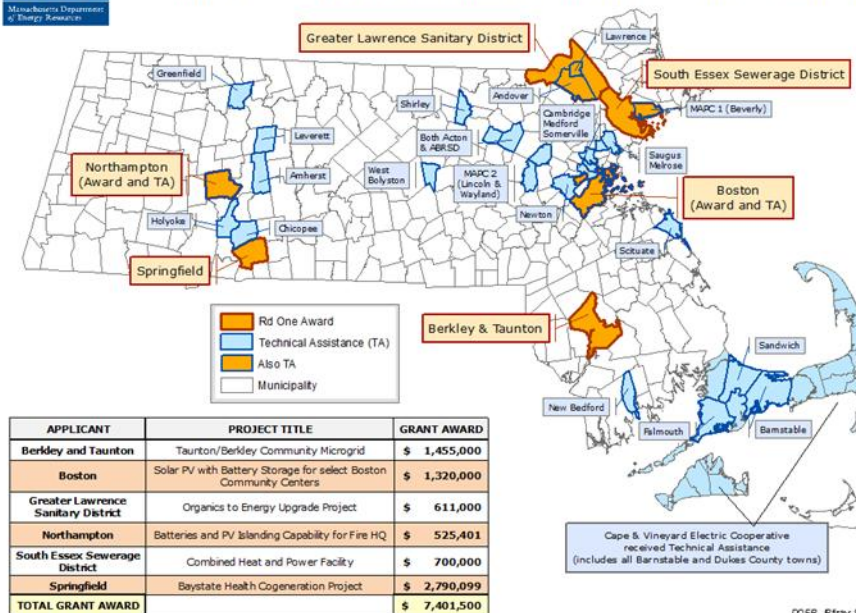 Massachusetts Department
of Energy Resources
Greater Lawrence Sanitary District
Lawrence
Greenfield
South Essex Sewerage District
Andover
Shirley
Cambridge
Medford
Somerville
MAPC 1 (Beverly)
Leverett
Both Acton
& ABRSD
Northampton
(Award and TA)
Amherst
West
Bolyston
MAPC 2
(Lincoln &
Wayland)
Saugus
Melrose
Boston
(Award and TA)
Holyoke
Chicopee
Newton
Scituate
Springfield
Rd One Award
Technical Assistance (TA)
Also TA
Municipality
Berkley & Taunton
Sandwich
New Bedford
Falmouth
Barnstable
APPLICANT PROJECT TITLE GRANT AWARD
Berkley and Taunton Taunton/Berkley Community Microgrid $ 1,455,000
Boston Solar PV with Battery Storage for select Boston
Community Centers $ 1,320,000
Greater Lawrence
Sanitary District Organics to Energy Upgrade Project $ 611,000
Northampton Batteries and PV Islanding Capability for Fire HQ $ 525,401
South Essex Sewerage
District Combined Heat and Power Facility $ 700,000
Springfield Baystate Health Cogeneration Project $ 2,790,099
TOTAL GRANT AWARD $ 7,401,500
Cape & Vineyard Electric Cooperative
received Technical Assistance
(includes all Barnstable and Dukes County towns)